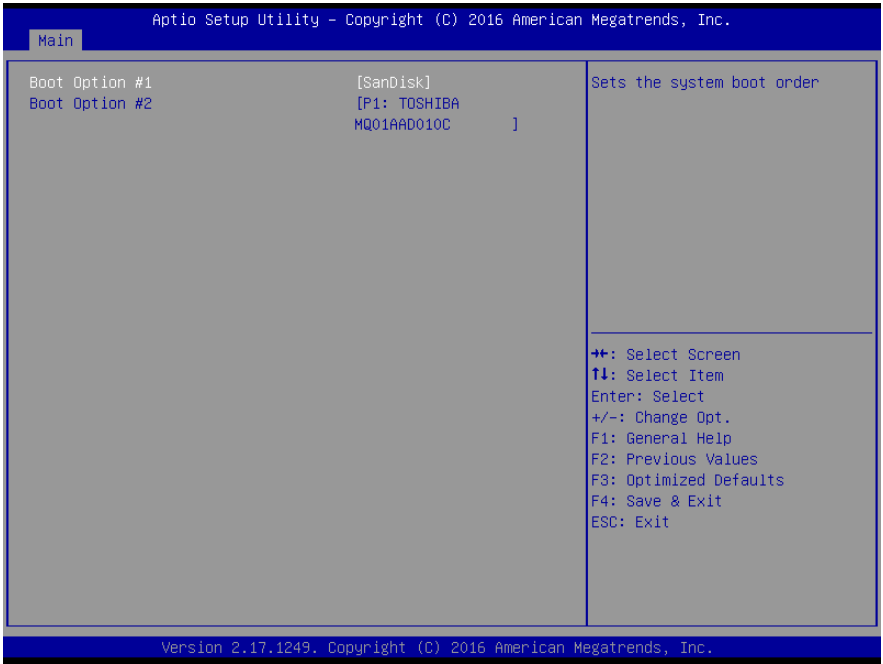 Aptio Setup Utility – Copyright (C) 2016 American Megatrends, Inc.
Main
Boot Option #1 [SanDisk]
Boot Option #2 [P1: TOSHIBA
MQ01AAD010C ]
Sets the system boot order
→←: Select Screen
↑↓: Select Item
Enter: Select
+/-: Change Opt.
F1: General Help
F2: Previous Values
F3: Optimized Defaults
F4: Save & Exit
ESC: Exit
Version 2.17.1249. Copyright (C) 2016 American Megatrends, Inc.